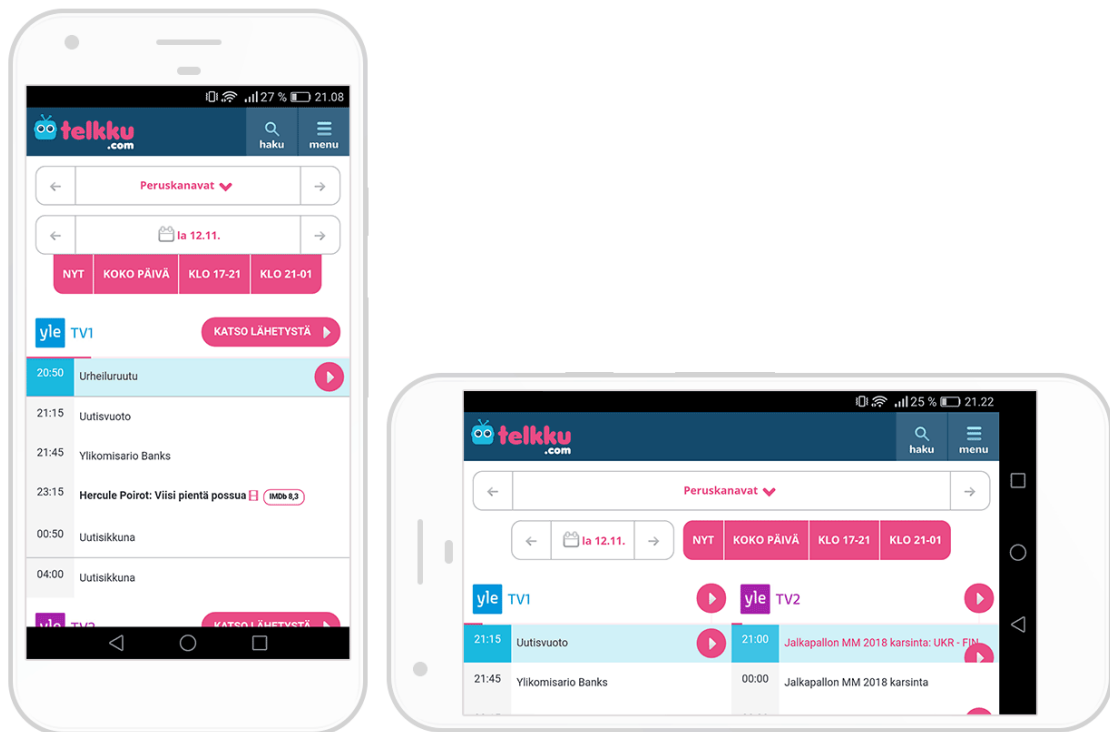 27 % 21.08
telkku
.com
haku
menu
Peruskanavat
la 12.11.
NYT KOKO PÄIVÄ KLO 17-21 KLO 21-01
yle TV1 KATSO LÄHETYSTÄ
20:50 Urheiluruutu
21:15 Uutisvuoto
21:45 Ylikomisario Banks
23:15 Hercule Poirot: Viisi pientä possua IMDb 8,3
00:50 Uutisikkuna
04:00 Uutisikkuna
yle TV2 KATSO LÄHETYSTÄ
25 % 21.22
telkku
.com
haku
menu
Peruskanavat
la 12.11. NYT KOKO PÄIVÄ KLO 17-21 KLO 21-01
yle TV1 yle TV2
21:15 Uutisvuoto 21:00 Jalkapallon MM 2018 karsinta: UKR - FIN
21:45 Ylikomisario Banks 00:00 Jalkapallon MM 2018 karsinta